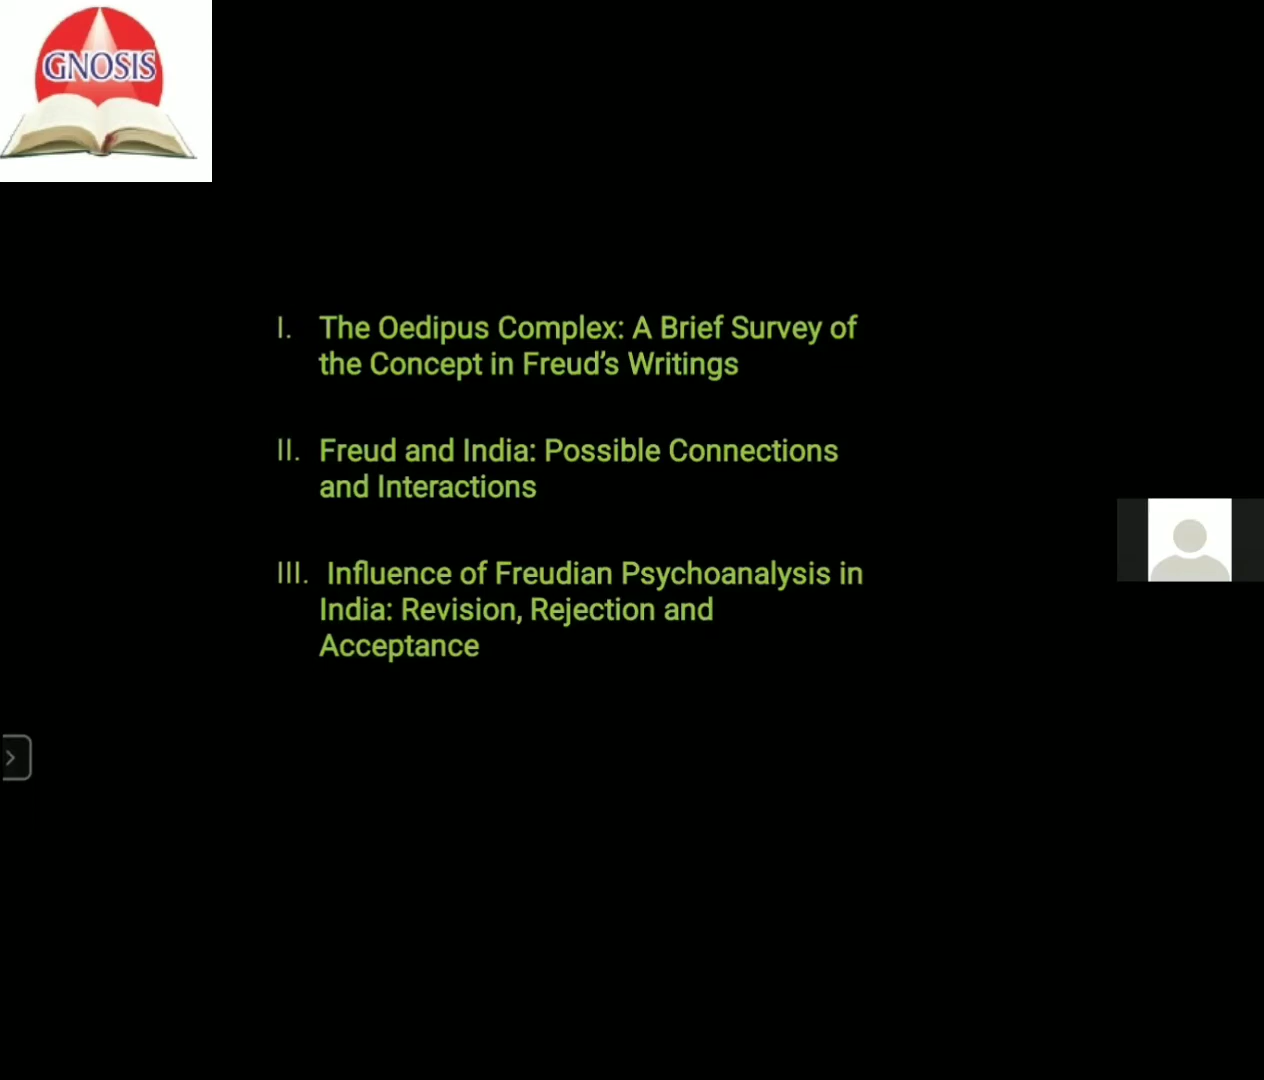 GNOSIS
I. The Oedipus Complex: A Brief Survey of
the Concept in Freud’s Writings
II. Freud and India: Possible Connections
and Interactions
III. Influence of Freudian Psychoanalysis in
India: Revision, Rejection and
Acceptance